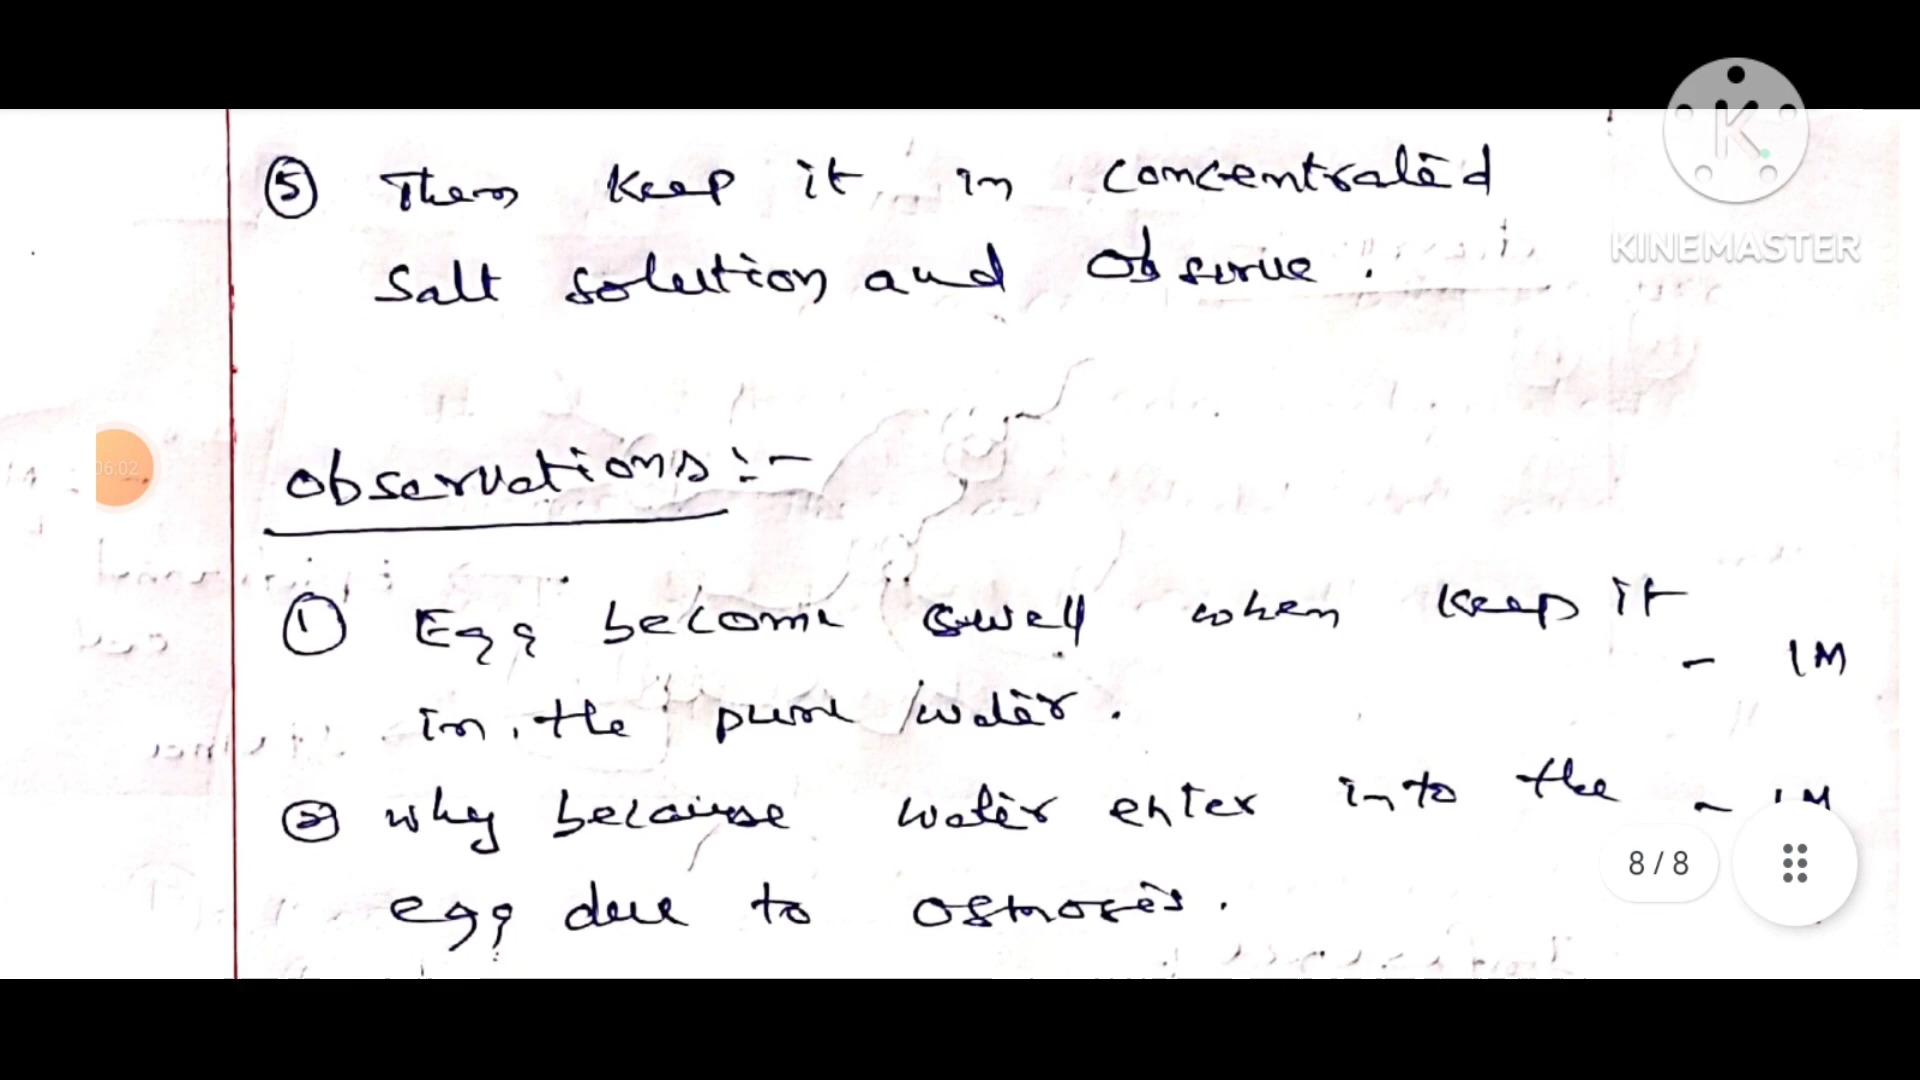 ⑤ Then keep it in concentrated
Salt solution and observe.
KINEMASTER
06:02
observations:-
① Egg become swell when keep it
- 1M
in the pure water.
② why because water enter into the - 1M
8/8
egg due to osmosis.